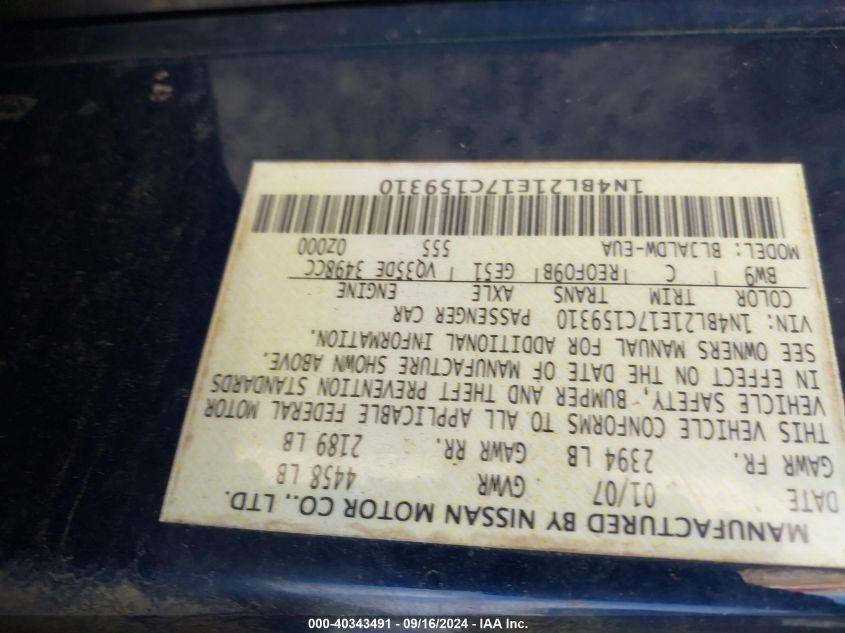 MANUFACTURED BY NISSAN MOTOR CO., LTD.
DATE 01/07 GVWR 4458 LB
GAWR FR. 2394 LB GAWR RR. 2189 LB
THIS VEHICLE CONFORMS TO ALL APPLICABLE FEDERAL MOTOR
VEHICLE SAFETY, BUMPER AND THEFT PREVENTION STANDARDS
IN EFFECT ON THE DATE OF MANUFACTURE SHOWN ABOVE.
SEE OWNERS MANUAL FOR ADDITIONAL INFORMATION.
VIN: 1N4BL21E17C159310 PASSENGER CAR
COLOR TRIM TRANS AXLE ENGINE
BW9 C RE0F09B GE51 VQ35DE 3498CC
MODEL: BLJALDW-EUA 555 02000
1N4BL21E17C159310
000-40343491 - 09/16/2024 - IAA Inc.